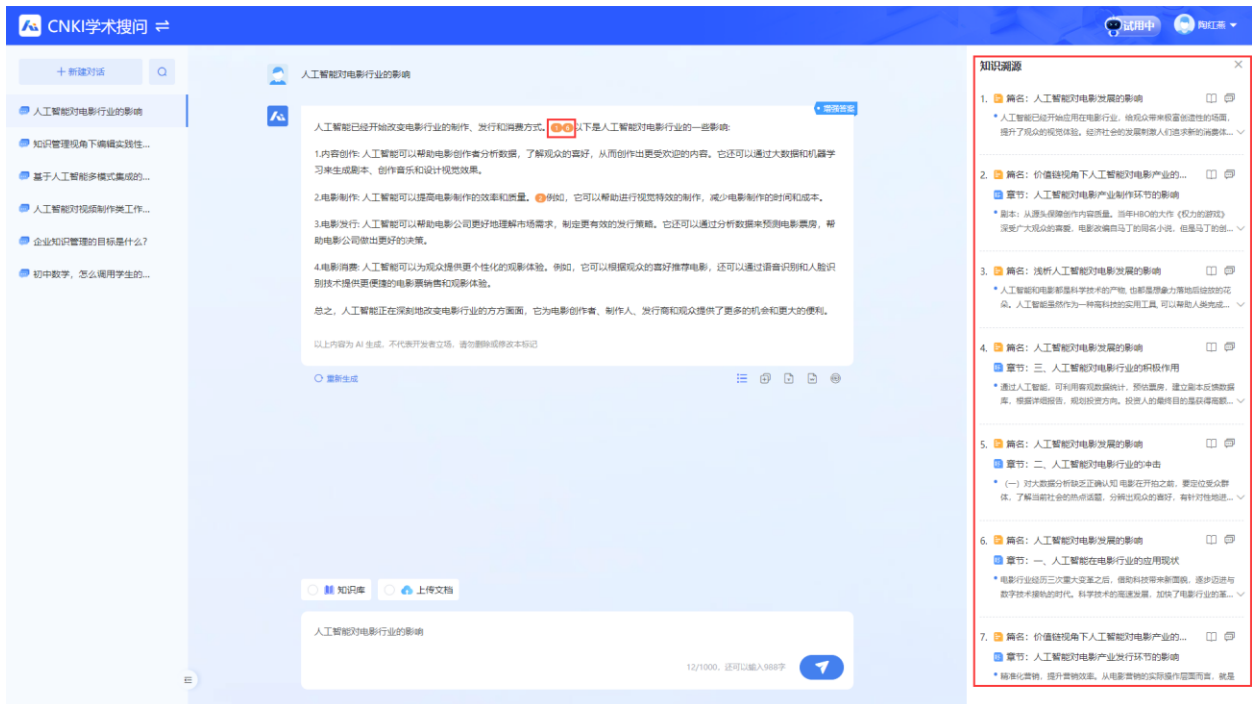 CNKI学术搜问
试用中
陶红燕
新建对话
人工智能对电影行业的影响
知识管理视角下编辑实践性...
基于人工智能多模式集成的...
人工智能对视频制作类工作...
企业知识管理的目标是什么?
初中数学，怎么调用学生的...
人工智能对电影行业的影响
增强答案
人工智能已经开始改变电影行业的制作、发行和消费方式。以下是人工智能对电影行业的一些影响:
1.内容创作: 人工智能可以帮助电影创作者分析数据，了解观众的喜好，从而创作出更受欢迎的内容。它还可以通过大数据和机器学
习来生成剧本、创作音乐和设计视觉效果。
2.电影制作: 人工智能可以提高电影制作的效率和质量。例如，它可以帮助进行视觉特效的制作，减少电影制作的时间和成本。
3.电影发行: 人工智能可以帮助电影公司更好地理解市场需求，制定更有效的发行策略。它还可以通过分析数据来预测电影票房，帮
助电影公司做出更好的决策。
4.电影消费: 人工智能可以为观众提供更个性化的观影体验。例如，它可以根据观众的喜好推荐电影，还可以通过语音识别和人脸识
别技术提供更便捷的电影票销售和观影体验。
总之，人工智能正在深刻地改变电影行业的方方面面，它为电影创作者、制作人、发行商和观众提供了更多的机会和更大的便利。
以上内容为 AI 生成，不代表开发者立场，请勿删除或修改本标记
重新生成
知识库
上传文档
人工智能对电影行业的影响
12/1000，还可以输入988字
知识溯源
1. 篇名：人工智能对电影发展的影响
人工智能已经开始应用在电影行业，给观众带来极富创造性的场面，
提升了观众的视觉体验。经济社会的发展刺激人们追求新的消费体...
2. 篇名：价值链视角下人工智能对电影产业的...
章节：人工智能对电影产业制作环节的影响
剧本：从源头保障创作内容质量。当年HBO的大作《权力的游戏》
深受广大观众的喜爱，电影改编自马丁的同名小说，但是马丁的创...
3. 篇名：浅析人工智能对电影发展的影响
人工智能和电影都是科学技术的产物, 也都是想象力落地后绽放的花
朵。人工智能虽然作为一种高科技的实用工具, 可以帮助人类完成...
4. 篇名：人工智能对电影发展的影响
章节：三、人工智能对电影行业的积极作用
通过人工智能，可利用客观数据统计，预估票房，建立剧本反馈数据
库，根据详细报告，规划投资方向。投资人的最终目的是获得高额...
5. 篇名：人工智能对电影发展的影响
章节：二、人工智能对电影行业的冲击
（一）对大数据分析缺乏正确认知 电影在开拍之前，要定位受众群
体，了解当前社会的热点话题，分辨出观众的喜好，有针对性地进...
6. 篇名：人工智能对电影发展的影响
章节：一、人工智能在电影行业的应用现状
电影行业经历三次重大变革之后，借助科技带来新面貌，逐步迈进与
数字技术接轨的时代。科学技术的高速发展，加快了电影行业的革...
7. 篇名：价值链视角下人工智能对电影产业的...
章节：人工智能对电影产业发行环节的影响
精准化营销，提升营销效率。从电影营销的实际操作层面而言，就是